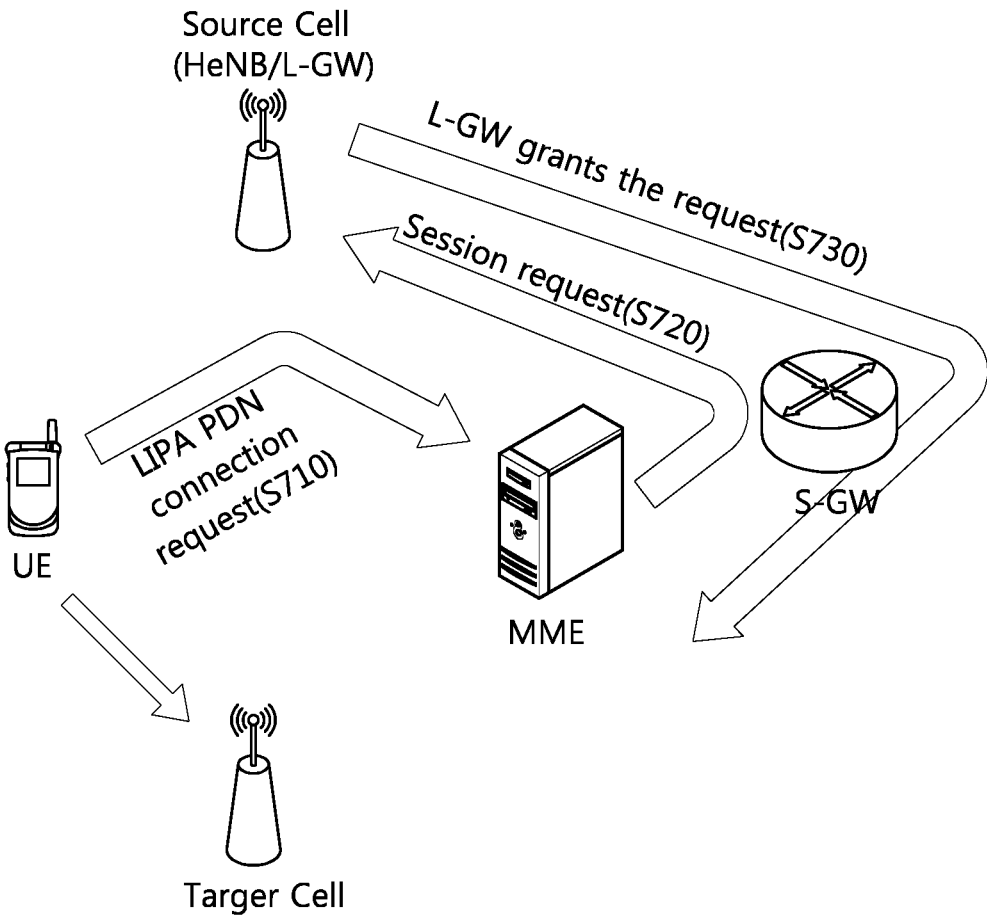 Source Cell
(HeNB/L-GW)
L-GW grants the request(S730)
Session request(S720)
LIPA PDN
connection
request(S710)
S-GW
UE
MME
Targer Cell